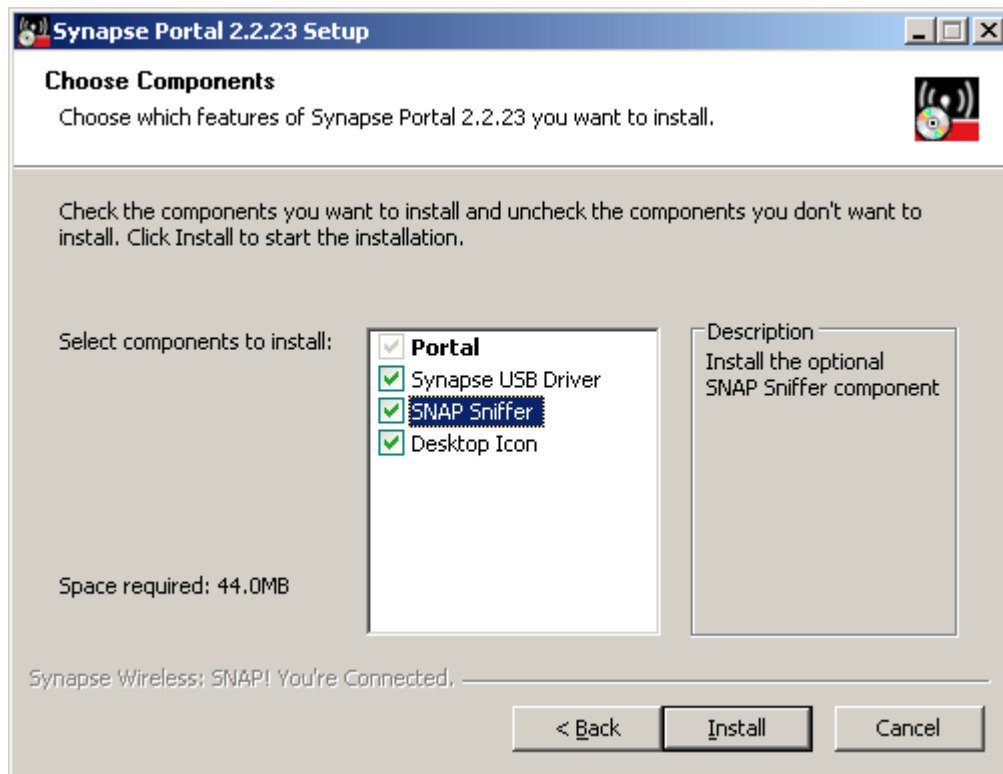 Synapse Portal 2.2.23 Setup
Choose Components
Choose which features of Synapse Portal 2.2.23 you want to install.
Check the components you want to install and uncheck the components you don't want to
install. Click Install to start the installation.
Select components to install:
Portal
Synapse USB Driver
SNAP Sniffer
Desktop Icon
Description
Install the optional
SNAP Sniffer component
Space required: 44.0MB
Synapse Wireless: SNAP! You're Connected.
< Back
Install
Cancel